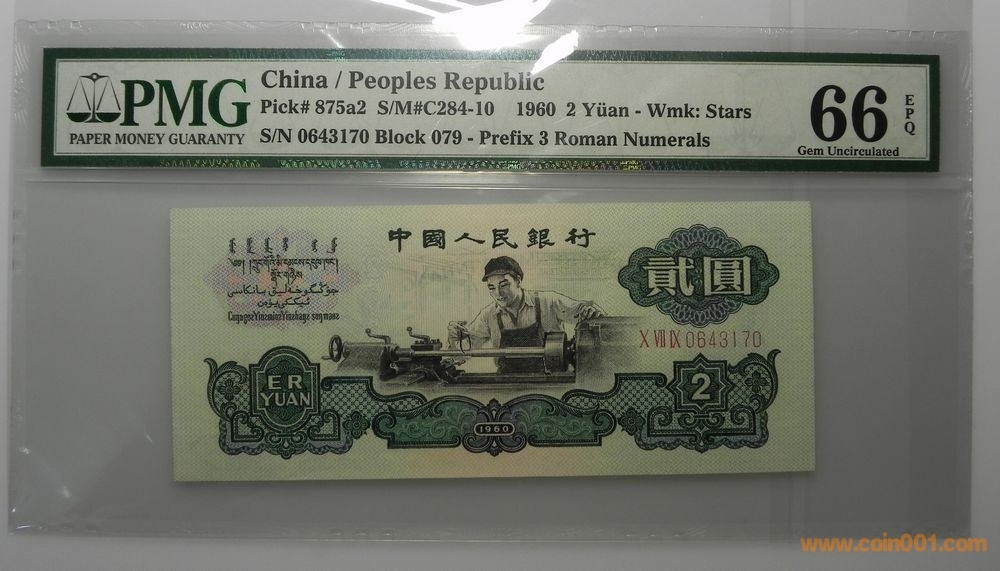 PMG
PAPER MONEY GUARANTY
China / Peoples Republic
Pick# 875a2 S/M#C284-10 1960 2 Yüan - Wmk: Stars
S/N 0643170 Block 079 - Prefix 3 Roman Numerals
66
EPQ
Gem Uncirculated
中國人民銀行
貳圓
X VIII IX 0643170
ER
YUAN
1960
2
www.coin001.com